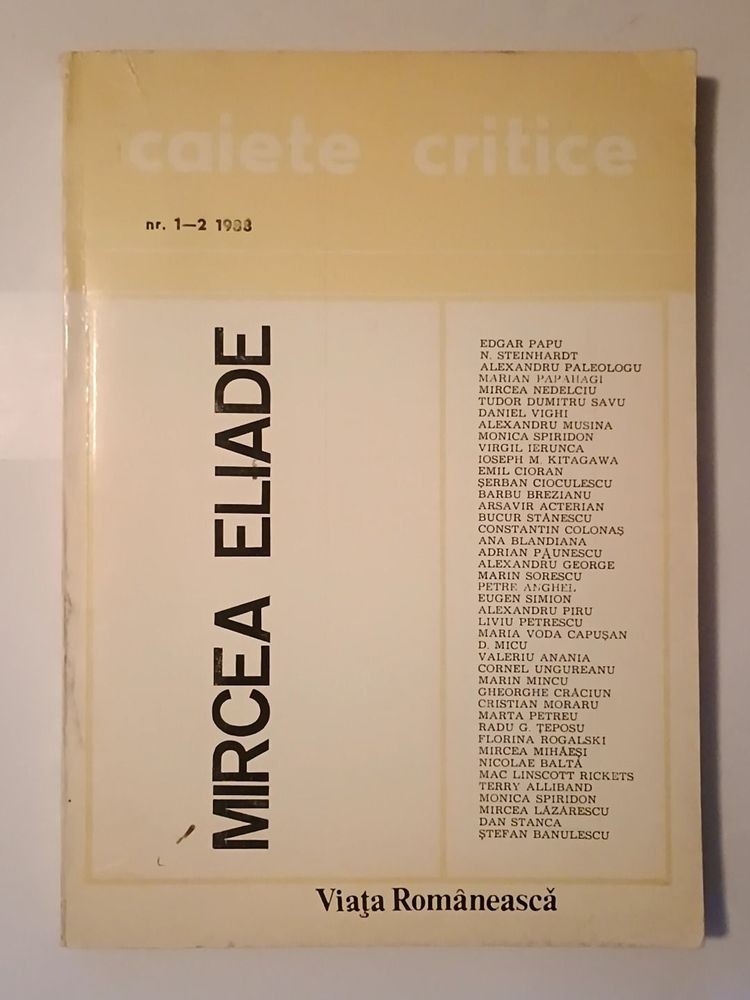 caiete critice
nr. 1—2 1988
MIRCEA ELIADE
EDGAR PAPU
N. STEINHARDT
ALEXANDRU PALEOLOGU
MARIAN PAPAHAGI
MIRCEA NEDELCIU
TUDOR DUMITRU SAVU
DANIEL VIGHI
ALEXANDRU MUSINA
MONICA SPIRIDON
VIRGIL IERUNCA
IOSEPH M. KITAGAWA
EMIL CIORAN
ŞERBAN CIOCULESCU
BARBU BREZIANU
ARSAVIR ACTERIAN
BUCUR STĂNESCU
CONSTANTIN COLONAŞ
ANA BLANDIANA
ADRIAN PĂUNESCU
ALEXANDRU GEORGE
MARIN SORESCU
PETRE ANGHEL
EUGEN SIMION
ALEXANDRU PIRU
LIVIU PETRESCU
MARIA VODA CAPUŞAN
D. MICU
VALERIU ANANIA
CORNEL UNGUREANU
MARIN MINCU
GHEORGHE CRĂCIUN
CRISTIAN MORARU
MARTA PETREU
RADU G. ŢEPOSU
FLORINA ROGALSKI
MIRCEA MIHĂEŞI
NICOLAE BALTĂ
MAC LINSCOTT RICKETS
TERRY ALLIBAND
MONICA SPIRIDON
MIRCEA LĂZĂRESCU
DAN STANCA
ŞTEFAN BANULESCU
Viaţa Românească